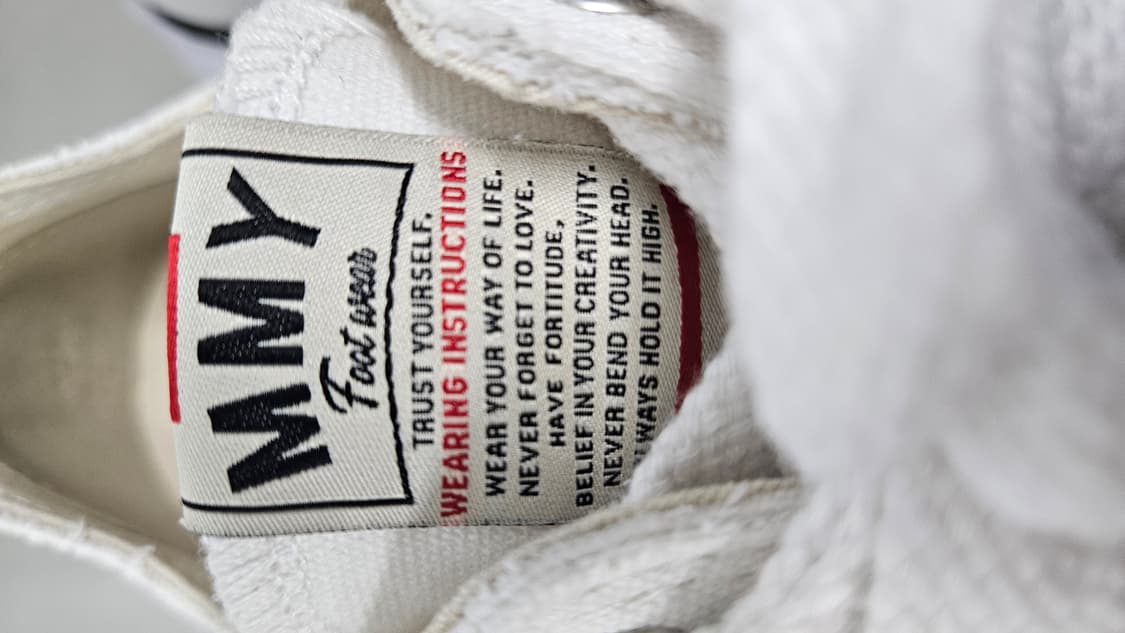 MMY
Footwear
TRUST YOURSELF.
WEARING INSTRUCTIONS
WEAR YOUR WAY OF LIFE.
NEVER FORGET TO LOVE.
HAVE FORTITUDE,
BELIEF IN YOUR CREATIVITY.
NEVER BEND YOUR HEAD.
ALWAYS HOLD IT HIGH.